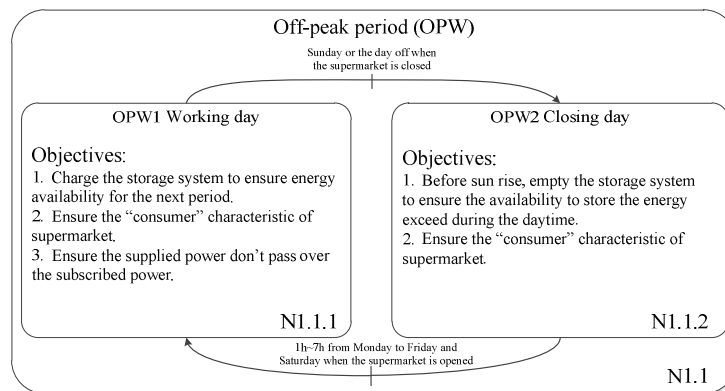 Off-peak period (OPW)
Sunday or the day off when
the supermarket is closed
OPW1 Working day
Objectives:
1. Charge the storage system to ensure energy
availability for the next period.
2. Ensure the “consumer” characteristic of
supermarket.
3. Ensure the supplied power don't pass over
the subscribed power.
N1.1.1
OPW2 Closing day
Objectives:
1. Before sun rise, empty the storage system
to ensure the availability to store the energy
exceed during the daytime.
2. Ensure the “consumer” characteristic of
supermarket.
N1.1.2
1h~7h from Monday to Friday and
Saturday when the supermarket is opened
N1.1